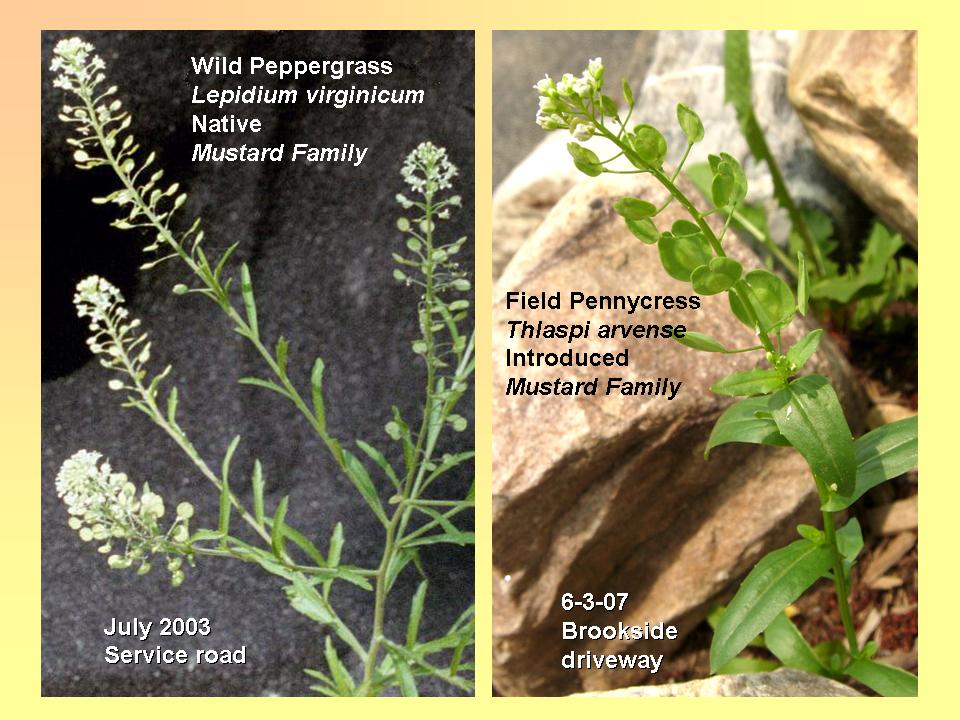 Wild Peppergrass
Lepidium virginicum
Native
Mustard Family
July 2003
Service road
Field Pennycress
Thlaspi arvense
Introduced
Mustard Family
6-3-07
Brookside
driveway